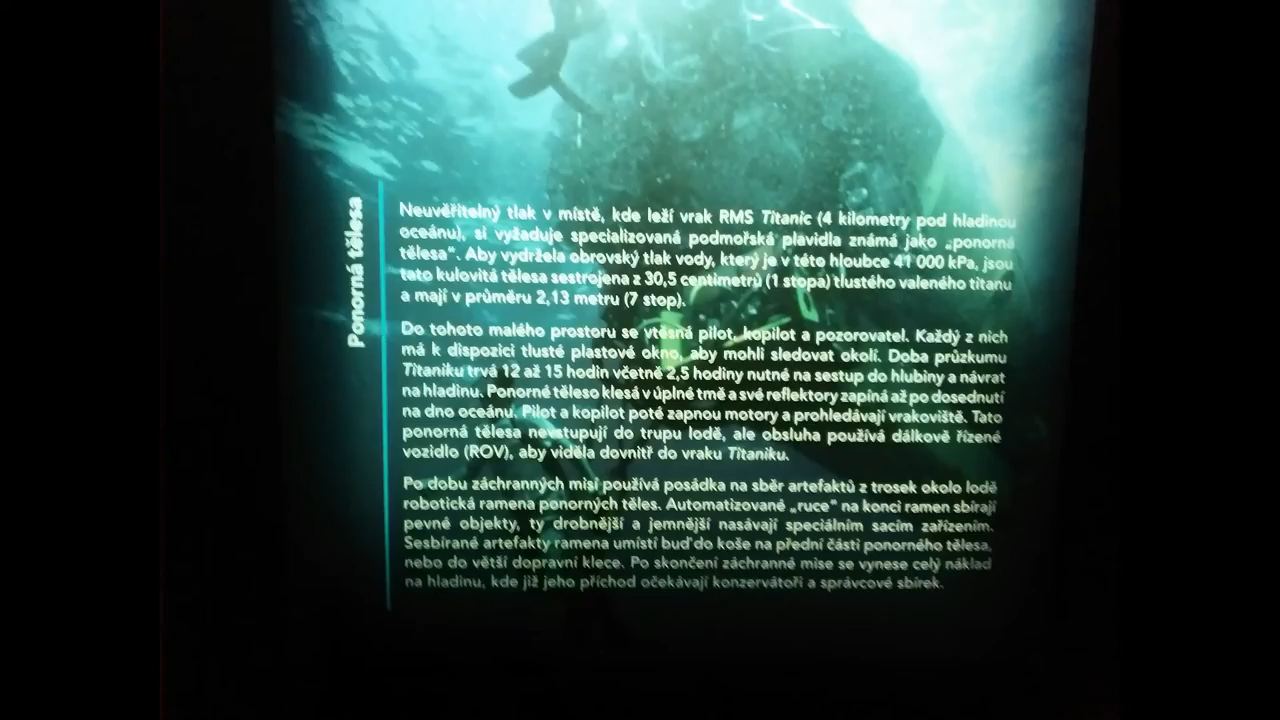 Ponorná tělesa
Neuvěřitelný tlak v místě, kde leží vrak RMS Titanic (4 kilometry pod hladinou
oceánu), si vyžaduje specializovaná podmořská plavidla známá jako „ponorná
tělesa“. Aby vydržela obrovský tlak vody, který je v této hloubce 41 000 kPa, jsou
tato kulovitá tělesa sestrojena z 30,5 centimetrů (1 stopa) tlustého valeného titanu
a mají v průměru 2,13 metru (7 stop).
Do tohoto malého prostoru se vtěsná pilot, kopilot a pozorovatel. Každý z nich
má k dispozici tlusté plastové okno, aby mohli sledovat okolí. Doba průzkumu
Titaniku trvá 12 až 15 hodin včetně 2,5 hodiny nutné na sestup do hlubiny a návrat
na hladinu. Ponorné těleso klesá v úplné tmě a své reflektory zapíná až po dosednutí
na dno oceánu. Pilot a kopilot poté zapnou motory a prohledávají vrakoviště. Tato
ponorná tělesa nevstupují do trupu lodě, ale obsluha používá dálkově řízené
vozidlo (ROV), aby viděla dovnitř do vraku Titaniku.
Po dobu záchranných misí používá posádka na sběr artefaktů z trosek okolo lodě
robotická ramena ponorných těles. Automatizované „ruce“ na konci ramen sbírají
pevné objekty, ty drobnější a jemnější nasávají speciálním sacím zařízením.
Sesbírané artefakty ramena umístí buď do koše na přední části ponorného tělesa,
nebo do větší dopravní klece. Po skončení záchranné mise se vynese celý náklad
na hladinu, kde již jeho příchod očekávají konzervátoři a správcové sbírek.